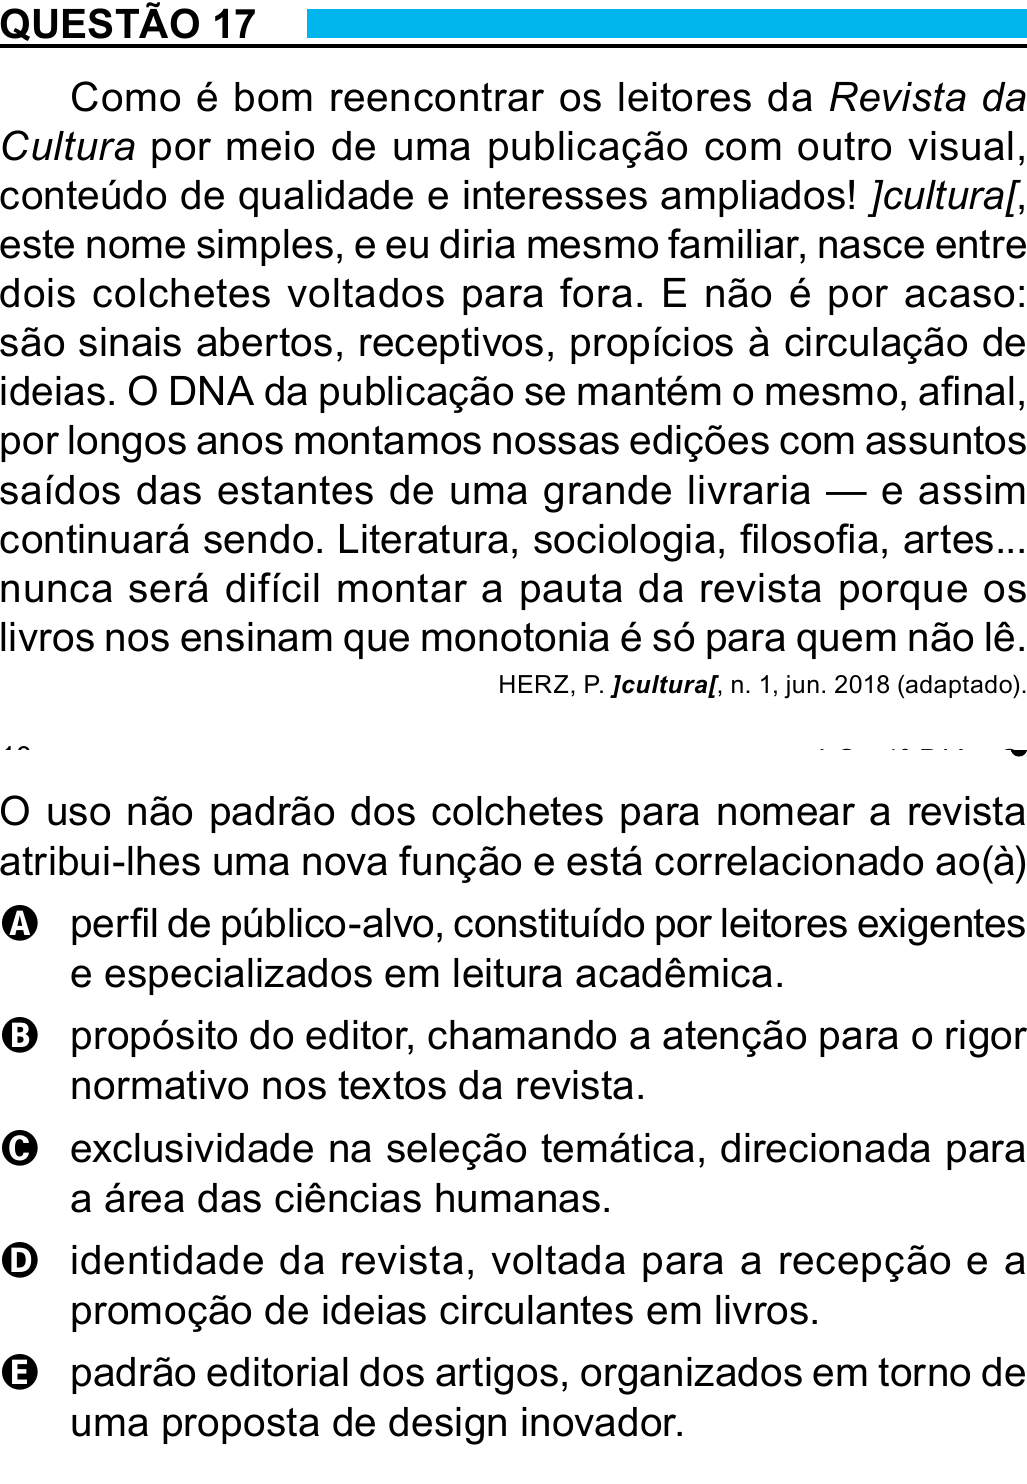 QUESTÃO 17
Como é bom reencontrar os leitores da Revista da
Cultura por meio de uma publicação com outro visual,
conteúdo de qualidade e interesses ampliados! ]cultura[,
este nome simples, e eu diria mesmo familiar, nasce entre
dois colchetes voltados para fora. E não é por acaso:
são sinais abertos, receptivos, propícios à circulação de
ideias. O DNA da publicação se mantém o mesmo, afinal,
por longos anos montamos nossas edições com assuntos
saídos das estantes de uma grande livraria — e assim
continuará sendo. Literatura, sociologia, filosofia, artes...
nunca será difícil montar a pauta da revista porque os
livros nos ensinam que monotonia é só para quem não lê.
HERZ, P. ]cultura[, n. 1, jun. 2018 (adaptado).
O uso não padrão dos colchetes para nomear a revista
atribui-lhes uma nova função e está correlacionado ao(à)
A perfil de público-alvo, constituído por leitores exigentes
e especializados em leitura acadêmica.
B propósito do editor, chamando a atenção para o rigor
normativo nos textos da revista.
C exclusividade na seleção temática, direcionada para
a área das ciências humanas.
D identidade da revista, voltada para a recepção e a
promoção de ideias circulantes em livros.
E padrão editorial dos artigos, organizados em torno de
uma proposta de design inovador.